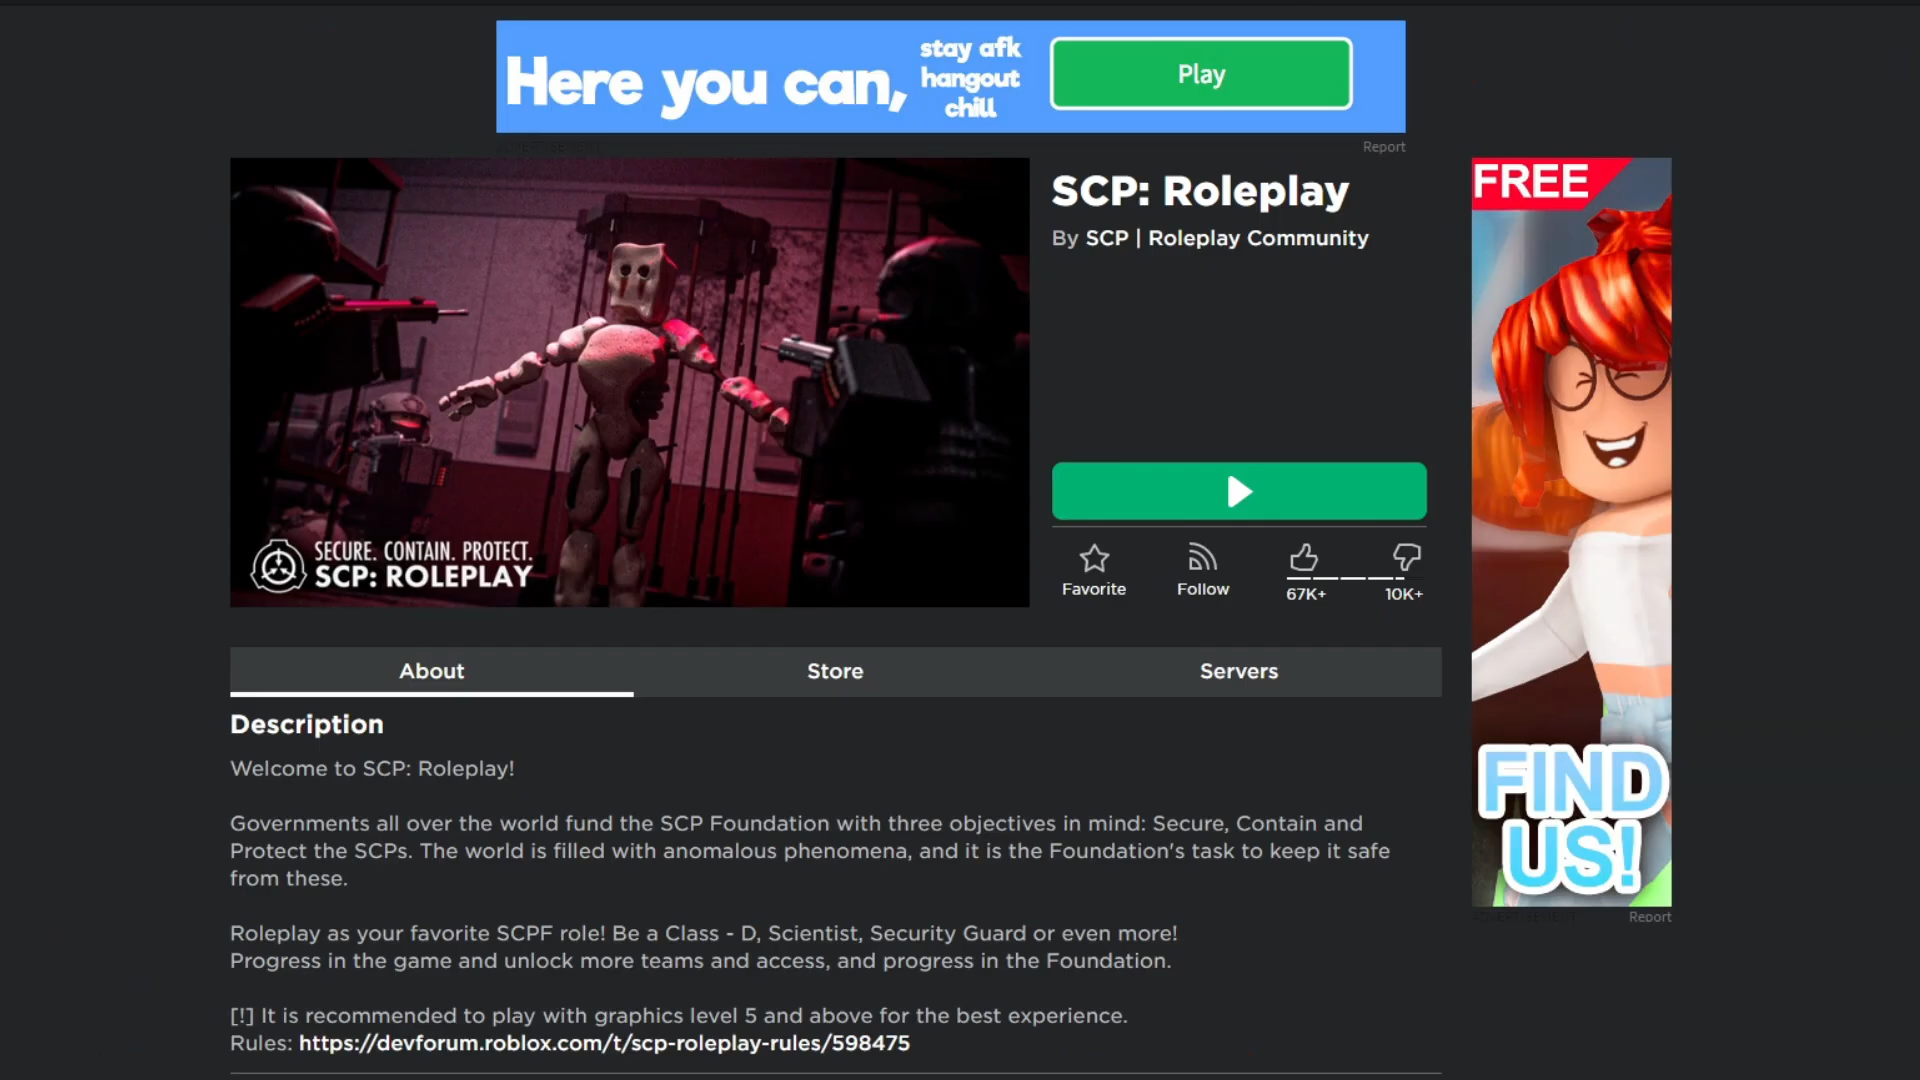 Here you can,
stay afk
hangout
chill
Play
ADVERTISEMENT
Report
SECURE. CONTAIN. PROTECT.
SCP: ROLEPLAY
SCP: Roleplay
By SCP | Roleplay Community
Favorite
Follow
67K+
10K+
FREE
FIND
US!
ADVERTISEMENT
Report
About
Store
Servers
Description
Welcome to SCP: Roleplay!
Governments all over the world fund the SCP Foundation with three objectives in mind: Secure, Contain and
Protect the SCPs. The world is filled with anomalous phenomena, and it is the Foundation's task to keep it safe
from these.
Roleplay as your favorite SCPF role! Be a Class - D, Scientist, Security Guard or even more!
Progress in the game and unlock more teams and access, and progress in the Foundation.
[!] It is recommended to play with graphics level 5 and above for the best experience.
Rules: https://devforum.roblox.com/t/scp-roleplay-rules/598475